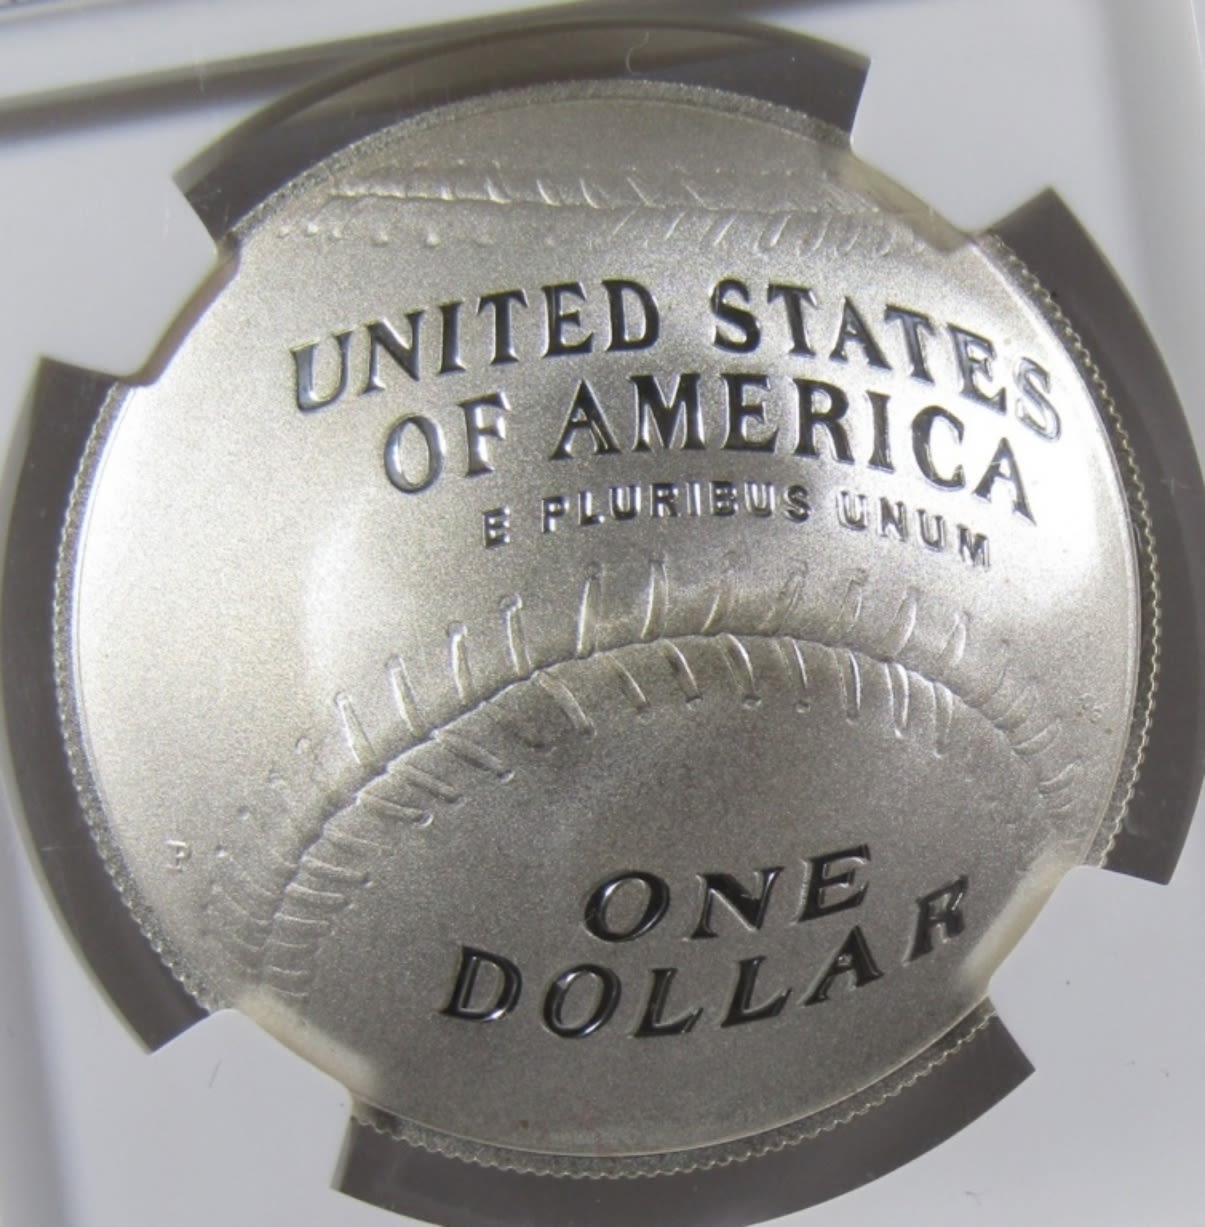 UNITED STATES
OF AMERICA
E PLURIBUS UNUM
P
ONE
DOLLAR